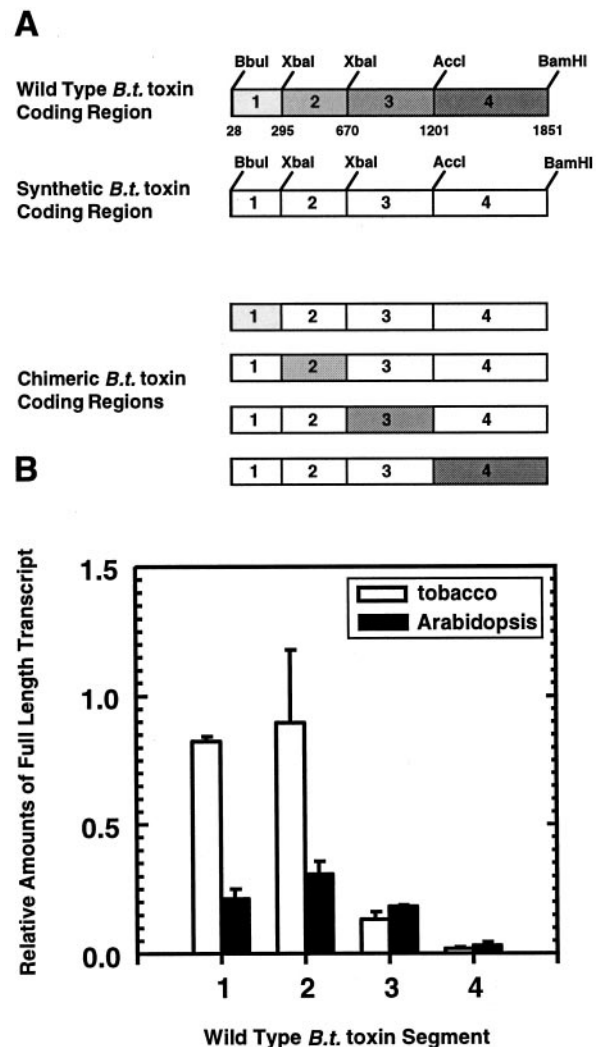 A
BbuI XbaI XbaI AccI BamHI
Wild Type B.t. toxin
Coding Region
1 2 3 4
28 295 670 1201 1851
BbuI XbaI XbaI AccI BamHI
Synthetic B.t. toxin
Coding Region
1 2 3 4
1 2 3 4
1 2 3 4
Chimeric B.t. toxin
Coding Regions
1 2 3 4
1 2 3 4
B
Relative Amounts of Full Length Transcript
1.5
1.0
0.5
0.0
tobacco
Arabidopsis
1 2 3 4
Wild Type B.t. toxin Segment